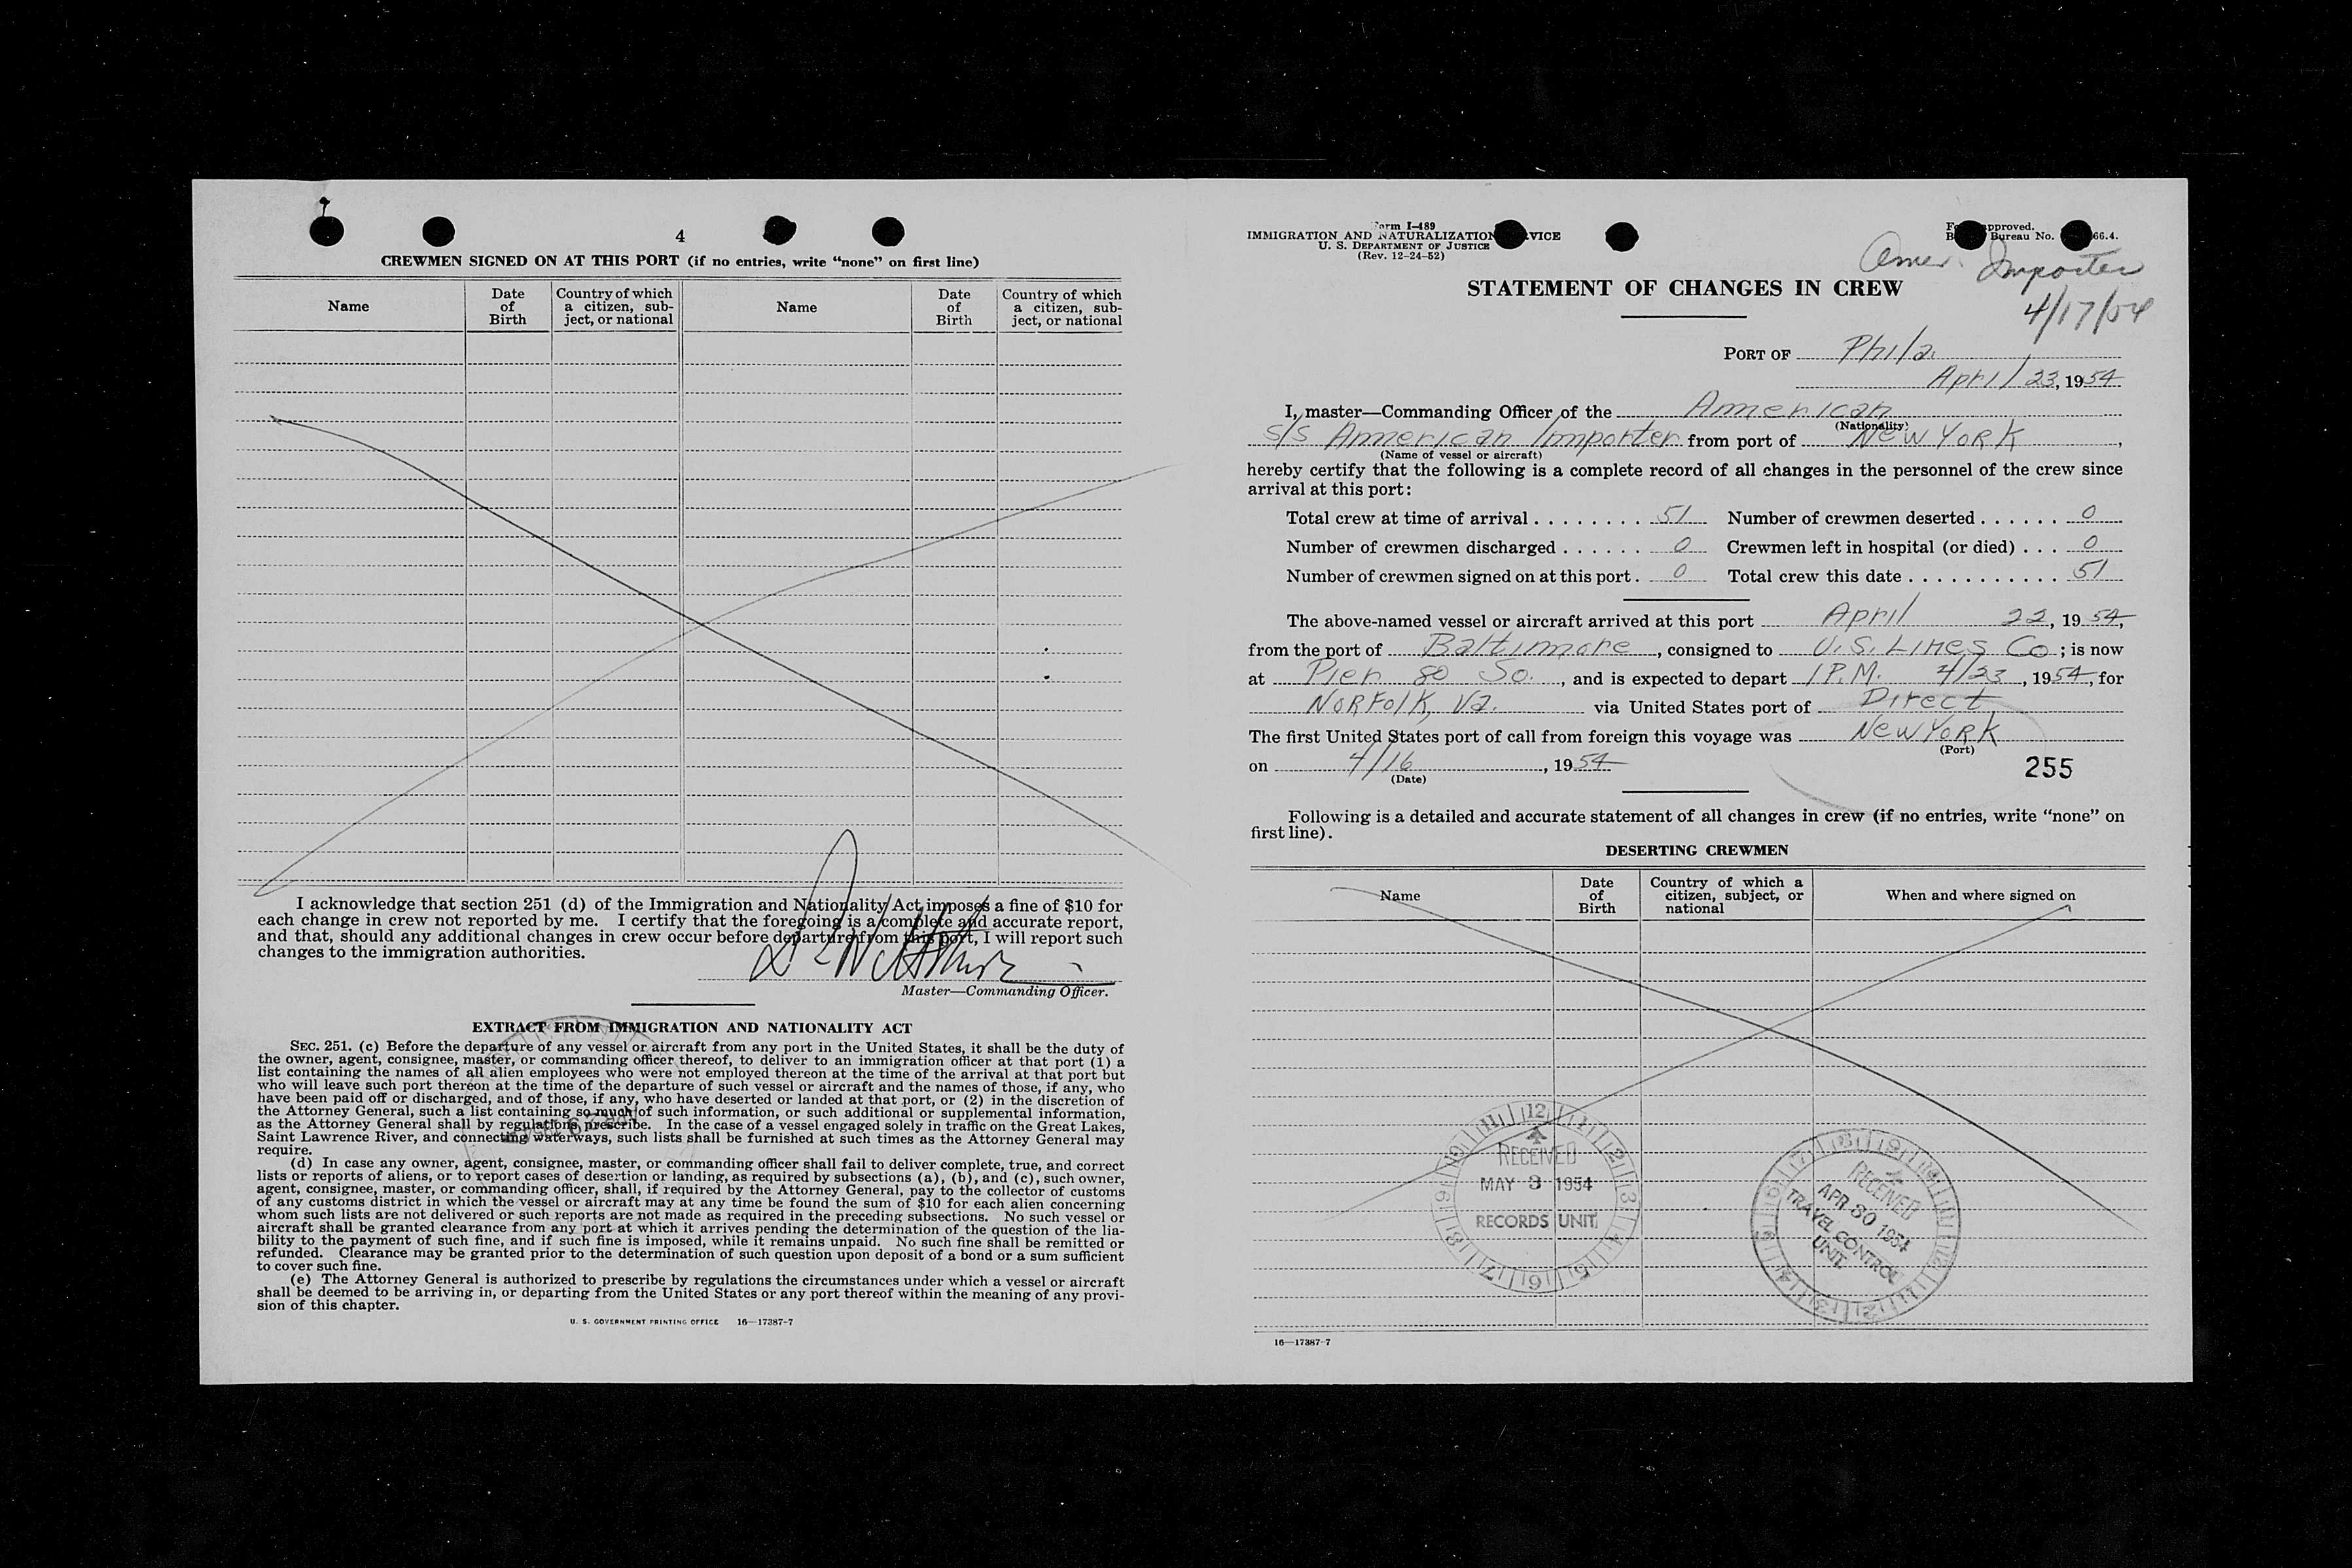 4
CREWMEN SIGNED ON AT THIS PORT (if no entries, write “none” on first line)
Name
Date of Birth
Country of which a citizen, sub-ject, or national
Name
Date of Birth
Country of which a citizen, sub-ject, or national
I acknowledge that section 251 (d) of the Immigration and Nationality Act imposes a fine of $10 for
each change in crew not reported by me. I certify that the foregoing is a complete and accurate report,
and that, should any additional changes in crew occur before departure from this port, I will report such
changes to the immigration authorities.
Master—Commanding Officer.
EXTRACT FROM IMMIGRATION AND NATIONALITY ACT
SEC. 251. (c) Before the departure of any vessel or aircraft from any port in the United States, it shall be the duty of
the owner, agent, consignee, master, or commanding officer thereof, to deliver to an immigration officer at that port (1) a
list containing the names of all alien employees who were not employed thereon at the time of the arrival at that port but
who will leave such port thereon at the time of the departure of such vessel or aircraft and the names of those, if any, who
have been paid off or discharged, and of those, if any, who have deserted or landed at that port, or (2) in the discretion of
the Attorney General, such a list containing so much of such information, or such additional or supplemental information,
as the Attorney General shall by regulations prescribe. In the case of a vessel engaged solely in traffic on the Great Lakes,
Saint Lawrence River, and connecting waterways, such lists shall be furnished at such times as the Attorney General may
require.
(d) In case any owner, agent, consignee, master, or commanding officer shall fail to deliver complete, true, and correct
lists or reports of aliens, or to report cases of desertion or landing, as required by subsections (a), (b), and (c), such owner,
agent, consignee, master, or commanding officer, shall, if required by the Attorney General, pay to the collector of customs
of any customs district in which the vessel or aircraft may at any time be found the sum of $10 for each alien concerning
whom such lists are not delivered or such reports are not made as required in the preceding subsections. No such vessel or
aircraft shall be granted clearance from any port at which it arrives pending the determination of the question of the lia-
bility to the payment of such fine, and if such fine is imposed, while it remains unpaid. No such fine shall be remitted or
refunded. Clearance may be granted prior to the determination of such question upon deposit of a bond or a sum sufficient
to cover such fine.
(e) The Attorney General is authorized to prescribe by regulations the circumstances under which a vessel or aircraft
shall be deemed to be arriving in, or departing from the United States or any port thereof within the meaning of any provi-
sion of this chapter.
U. S. GOVERNMENT PRINTING OFFICE 16—17387-7
Form I-489
IMMIGRATION AND NATURALIZATION
VICE
U. S. DEPARTMENT OF JUSTICE
(Rev. 12-24-52)
pproved.
Bureau No. 66.4.
Amer. Importer
4/17/54
STATEMENT OF CHANGES IN CREW
PORT OF Phila.
April 23, 1954
I, master—Commanding Officer of the American
(Nationality)
S/S American Importer from port of New York,
(Name of vessel or aircraft)
hereby certify that the following is a complete record of all changes in the personnel of the crew since
arrival at this port:
Total crew at time of arrival . . . . . . . . 51 Number of crewmen deserted . . . . . . 0
Number of crewmen discharged . . . . . . 0 Crewmen left in hospital (or died) . . . 0
Number of crewmen signed on at this port . 0 Total crew this date . . . . . . . . . . . 51
The above-named vessel or aircraft arrived at this port April 22, 1954,
from the port of Baltimore, consigned to U.S. Lines Co; is now
at Pier 80 So., and is expected to depart 1 P.M. 4/23, 1954, for
Norfolk, Va. via United States port of Direct
The first United States port of call from foreign this voyage was New York
(Port)
on 4/16, 1954
(Date)
255
Following is a detailed and accurate statement of all changes in crew (if no entries, write “none” on
first line).
DESERTING CREWMEN
Name
Date of Birth
Country of which a citizen, subject, or national
When and where signed on
RECEIVED
MAY 3 1954
RECORDS UNIT
RECEIVED
APR 30 1954
TRAVEL CONTROL
UNIT
16—17387-7